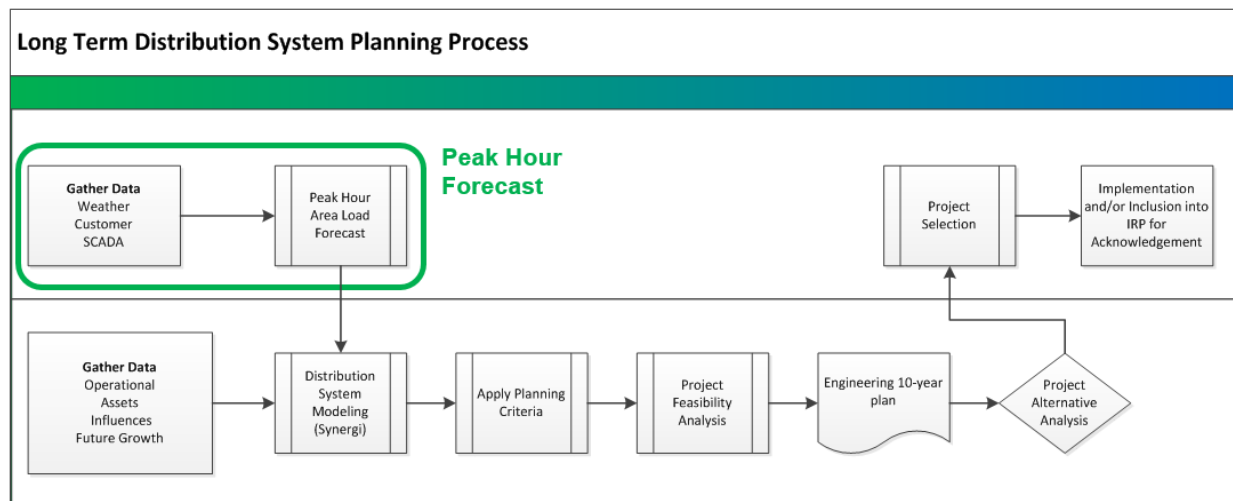 Long Term Distribution System Planning Process
Peak Hour
Forecast
Gather Data
Weather
Customer
SCADA
Peak Hour
Area Load
Forecast
Project
Selection
Implementation
and/or Inclusion into
IRP for
Acknowledgement
Gather Data
Operational
Assets
Influences
Future Growth
Distribution
System
Modeling
(Synergi)
Apply Planning
Criteria
Project
Feasibility
Analysis
Engineering 10-year
plan
Project
Alternative
Analysis